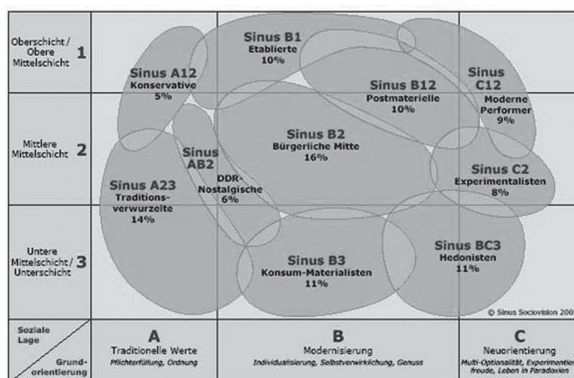 Oberschicht /
Obere
Mittelschicht
1
Sinus B1
Etablierte
10%
Sinus A12
Konservative
5%
Sinus B12
Postmaterielle
10%
Sinus
C12
Moderne
Performer
9%
Mittlere
Mittelschicht
2
Sinus B2
Bürgerliche Mitte
16%
Sinus
AB2
DDR-
Nostalgische
6%
Sinus C2
Experimentalisten
8%
Sinus A23
Traditions-
verwurzelte
14%
Untere
Mittelschicht /
Unterschicht
3
Sinus B3
Konsum-Materialisten
11%
Sinus BC3
Hedonisten
11%
© Sinus Sociovision
Soziale
Lage
Grund-
orientierung
A
Traditionelle Werte
Pflichterfüllung, Ordnung
B
Modernisierung
Individualisierung, Selbstverwirklichung, Genuss
C
Neuorientierung
Multi-Optionalität, Experimentier-
freude, Leben in Paradoxien